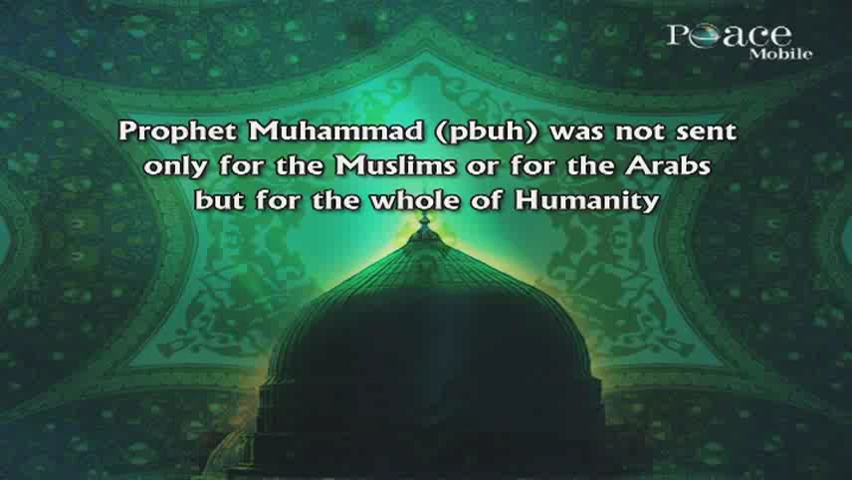 Peace
Mobile
Prophet Muhammad (pbuh) was not sent
only for the Muslims or for the Arabs
but for the whole of Humanity